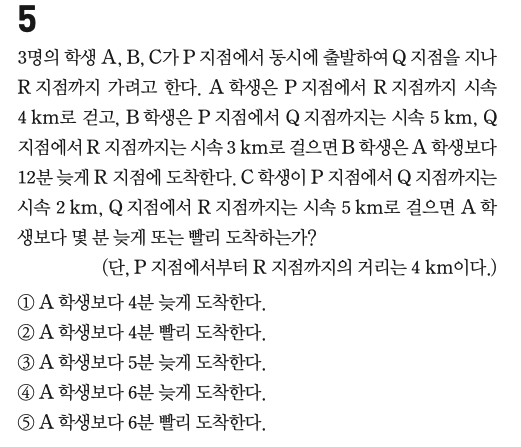 5
3명의 학생 A, B, C가 P 지점에서 동시에 출발하여 Q 지점을 지나
R 지점까지 가려고 한다. A 학생은 P 지점에서 R 지점까지 시속
4 km로 걷고, B 학생은 P 지점에서 Q 지점까지는 시속 5 km, Q
지점에서 R 지점까지는 시속 3 km로 걸으면 B 학생은 A 학생보다
12분 늦게 R 지점에 도착한다. C 학생이 P 지점에서 Q 지점까지는
시속 2 km, Q 지점에서 R 지점까지는 시속 5 km로 걸으면 A 학
생보다 몇 분 늦게 또는 빨리 도착하는가?
(단, P 지점에서부터 R 지점까지의 거리는 4 km이다.)
① A 학생보다 4분 늦게 도착한다.
② A 학생보다 4분 빨리 도착한다.
③ A 학생보다 5분 늦게 도착한다.
④ A 학생보다 6분 늦게 도착한다.
⑤ A 학생보다 6분 빨리 도착한다.